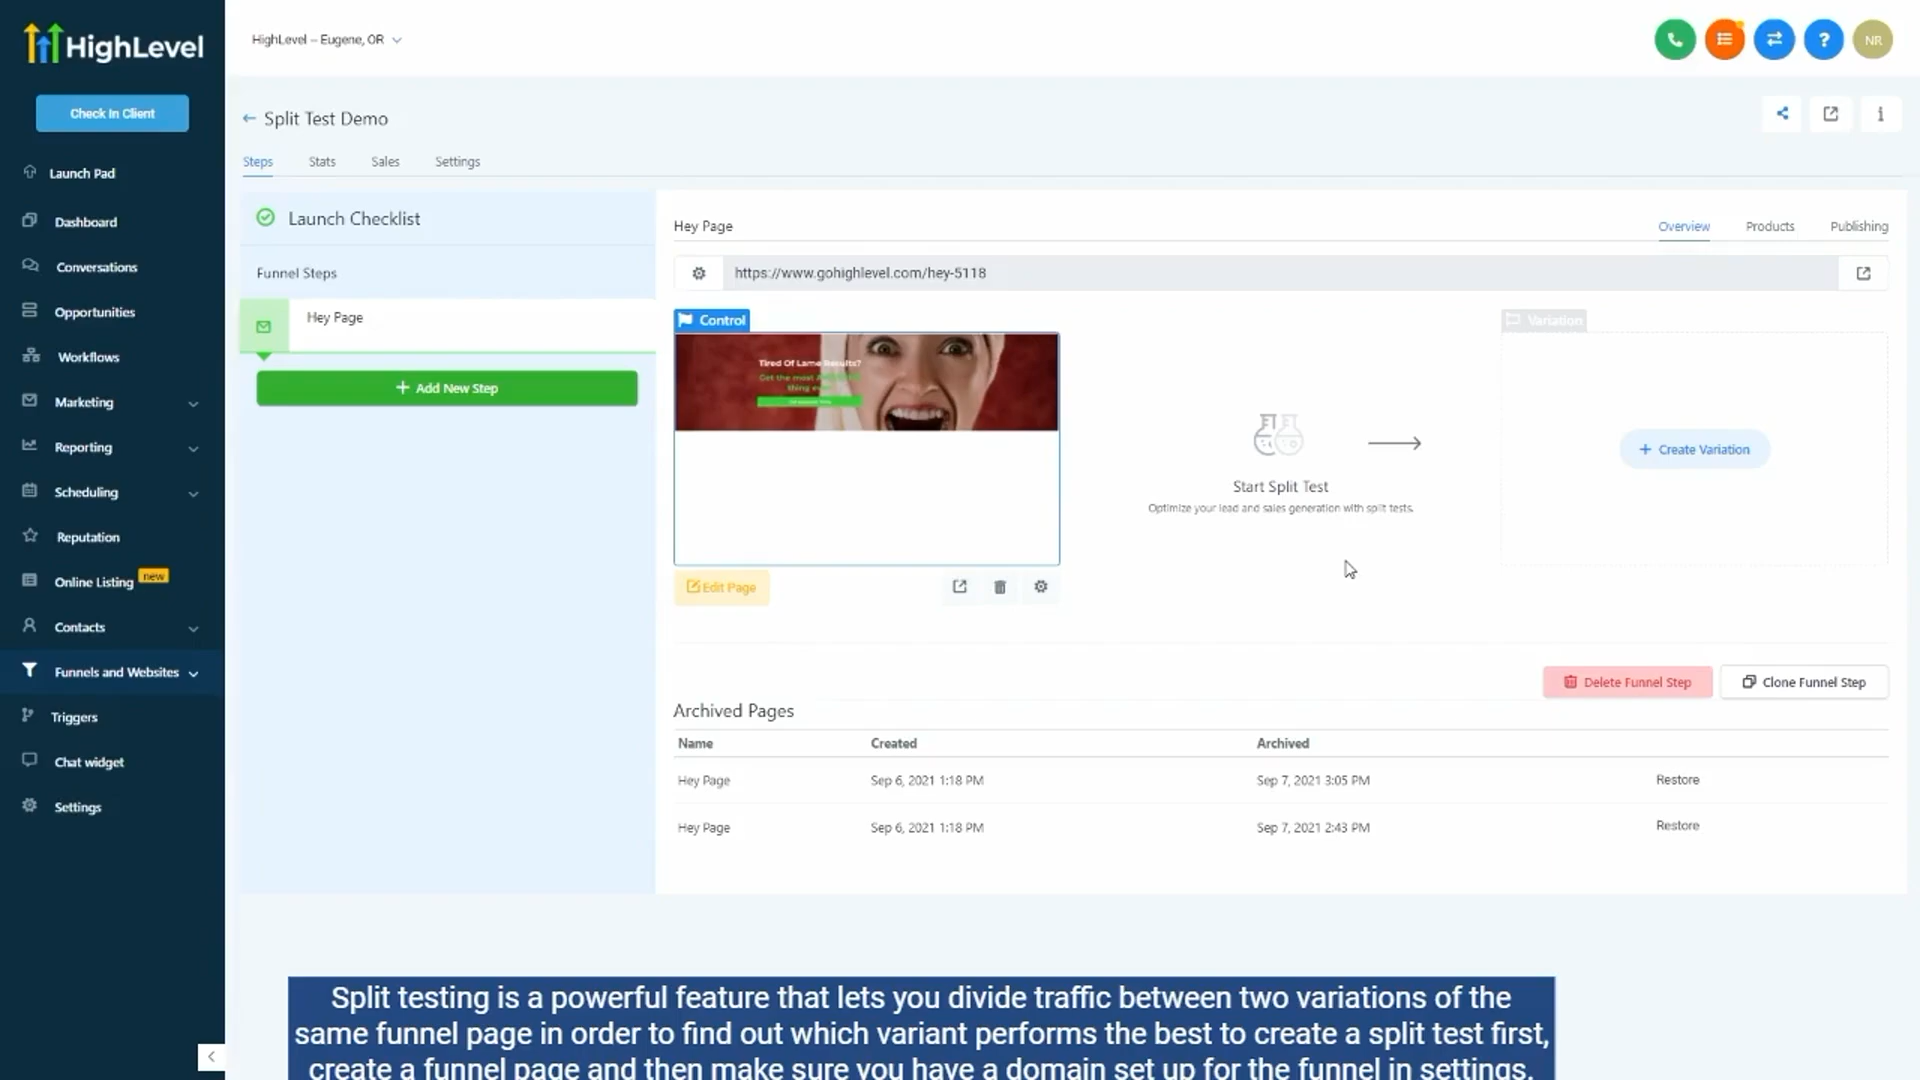 HighLevel
HighLevel – Eugene, OR
NR
Check In Client
Split Test Demo
Steps
Stats
Sales
Settings
Launch Pad
Dashboard
Conversations
Opportunities
Workflows
Marketing
Reporting
Scheduling
Reputation
Online Listing new
Contacts
Funnels and Websites
Triggers
Chat widget
Settings
Launch Checklist
Funnel Steps
Hey Page
+ Add New Step
Hey Page
Overview
Products
Publishing
https://www.gohighlevel.com/hey-5118
Control
Tired Of Lame Results?
Get the most
thing
Edit Page
Start Split Test
Optimize your lead and sales generation with split tests.
Variation
+ Create Variation
Delete Funnel Step
Clone Funnel Step
Archived Pages
Name Created Archived
Hey Page Sep 6, 2021 1:18 PM Sep 7, 2021 3:05 PM Restore
Hey Page Sep 6, 2021 1:18 PM Sep 7, 2021 2:43 PM Restore
Split testing is a powerful feature that lets you divide traffic between two variations of the
same funnel page in order to find out which variant performs the best to create a split test first,
create a funnel page and then make sure you have a domain set up for the funnel in settings.